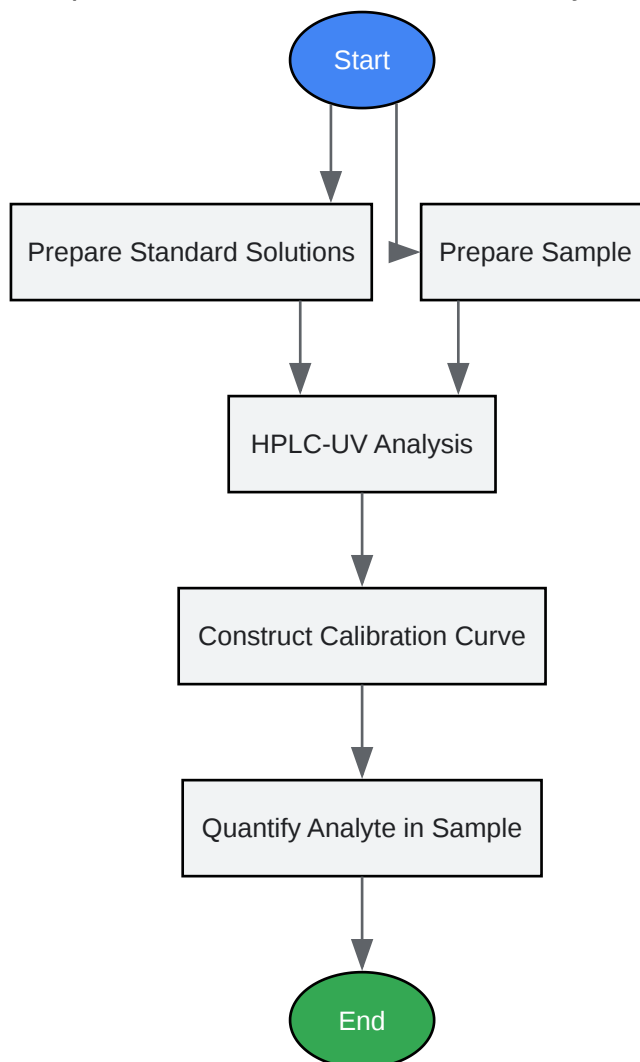 Start
Prepare Standard Solutions
Prepare Sample
HPLC-UV Analysis
Construct Calibration Curve
Quantify Analyte in Sample
End